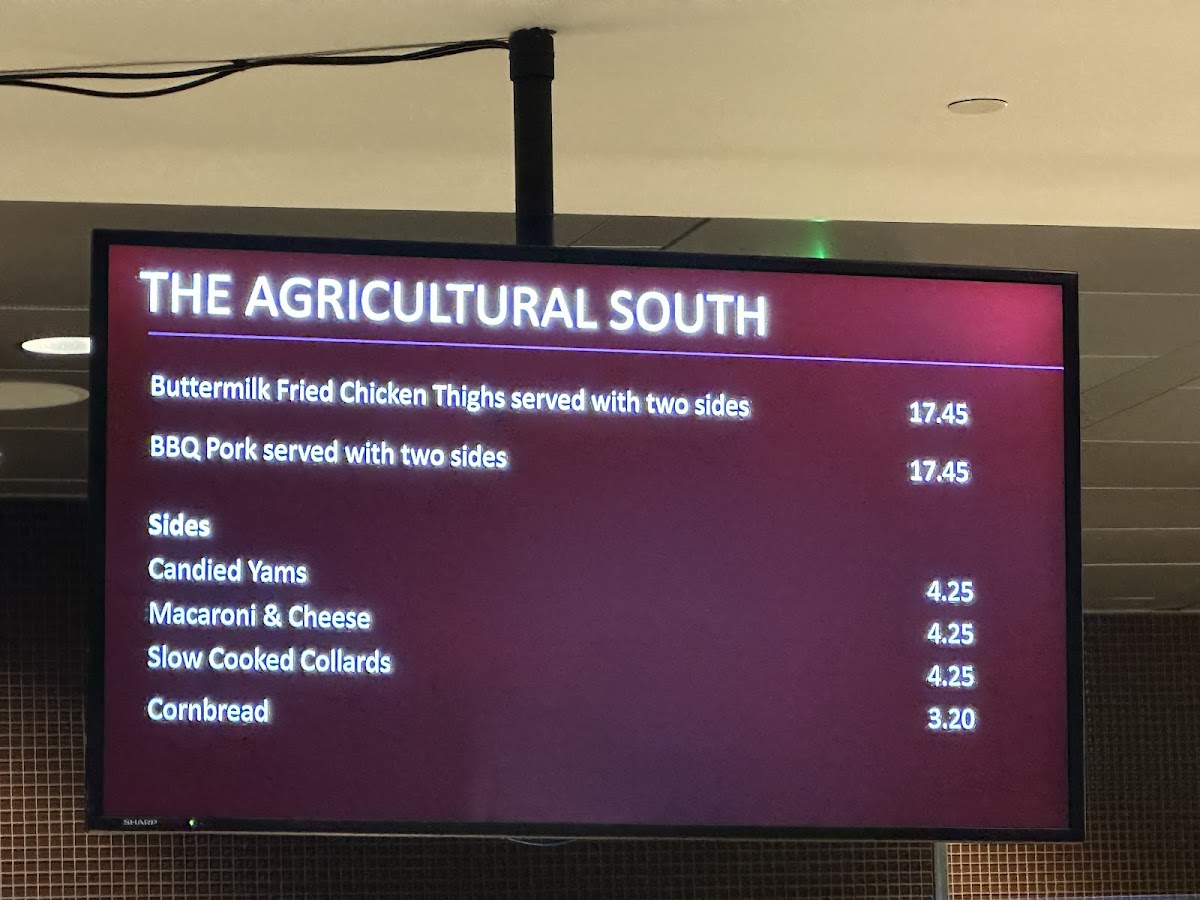 THE AGRICULTURAL SOUTH
Buttermilk Fried Chicken Thighs served with two sides 17.45
BBQ Pork served with two sides 17.45
Sides
Candied Yams 4.25
Macaroni & Cheese 4.25
Slow Cooked Collards 4.25
Cornbread 3.20
SHARP